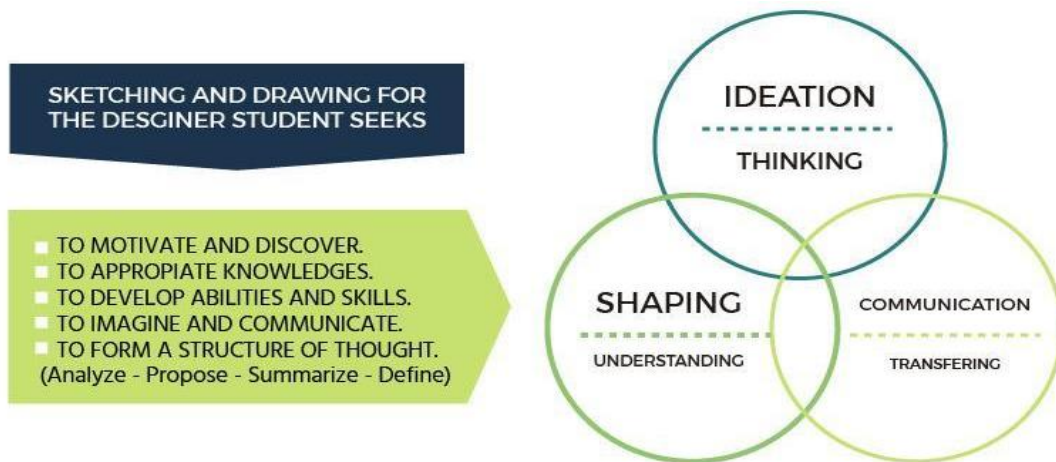 SKETCHING AND DRAWING FOR
THE DESGINER STUDENT SEEKS
TO MOTIVATE AND DISCOVER.
TO APPROPIATE KNOWLEDGES.
TO DEVELOP ABILITIES AND SKILLS.
TO IMAGINE AND COMMUNICATE.
TO FORM A STRUCTURE OF THOUGHT.
(Analyze - Propose - Summarize - Define)
IDEATION
THINKING
SHAPING
UNDERSTANDING
COMMUNICATION
TRANSFERING